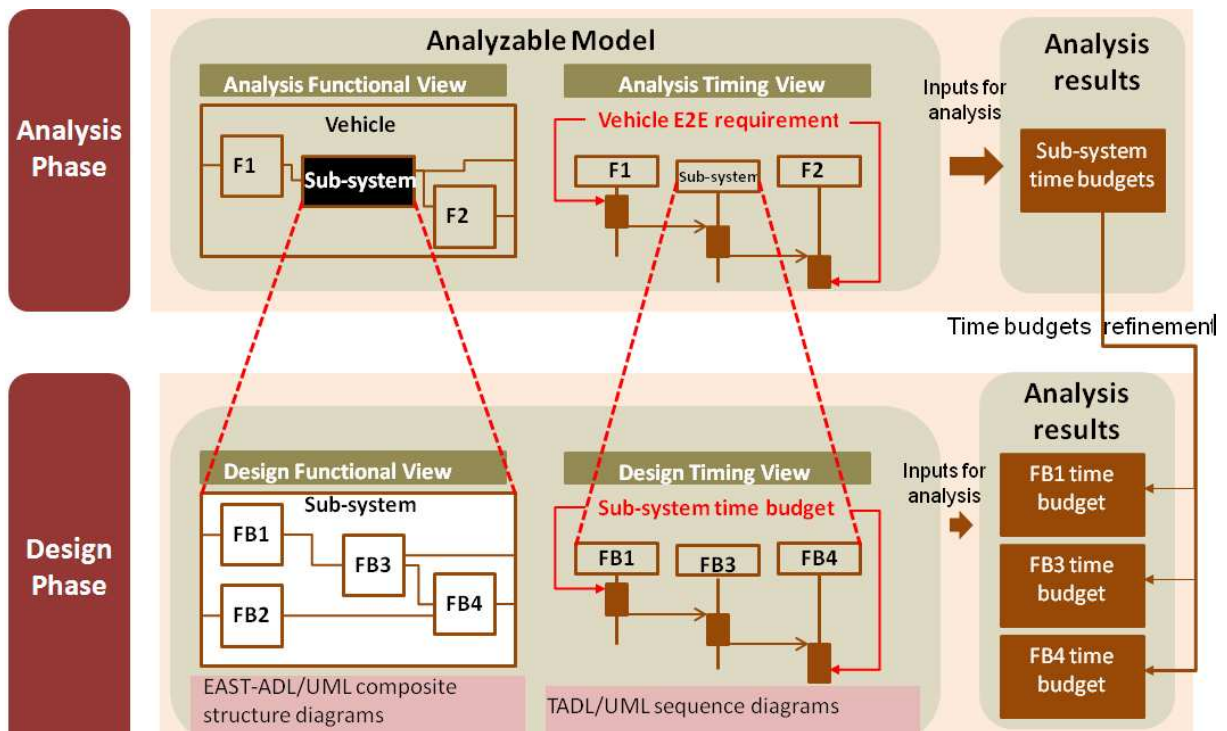 Analysis
Phase
Analyzable Model
Analysis Functional View
Vehicle
F1
Sub-system
F2
Analysis Timing View
Vehicle E2E requirement
F1
Sub-system
F2
Inputs for
analysis
Analysis
results
Sub-system
time budgets
Time budgets refinement
Design
Phase
Design Functional View
Sub-system
FB1
FB3
FB2
FB4
EAST-ADL/UML composite
structure diagrams
Design Timing View
Sub-system time budget
FB1
FB3
FB4
TADL/UML sequence diagrams
Inputs for
analysis
Analysis
results
FB1 time
budget
FB3 time
budget
FB4 time
budget